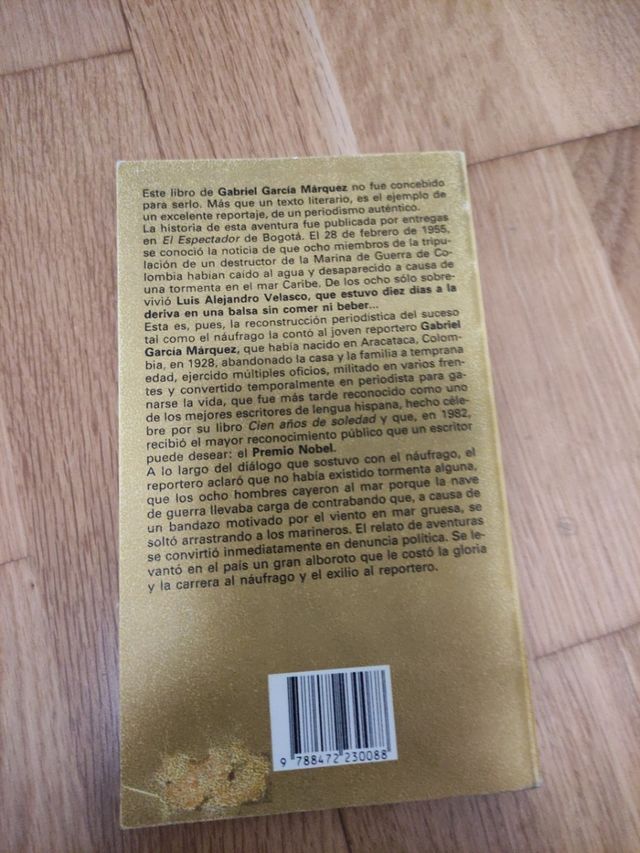 Este libro de Gabriel García Márquez no fue concebido
para serlo. Más que un texto literario, es el ejemplo de
un excelente reportaje, de un periodismo auténtico.
La historia de esta aventura fue publicada por entregas
en El Espectador de Bogotá. El 28 de febrero de 1955,
se conoció la noticia de que ocho miembros de la tripu-
lación de un destructor de la Marina de Guerra de Co-
lombia habían caído al agua y desaparecido a causa de
una tormenta en el mar Caribe. De los ocho sólo sobre-
vivió Luis Alejandro Velasco, que estuvo diez días a la
deriva en una balsa sin comer ni beber...
Esta es, pues, la reconstrucción periodística del suceso
tal como el náufrago la contó al joven reportero Gabriel
García Márquez, que había nacido en Aracataca, Colom-
bia, en 1928, abandonado la casa y la familia a temprana
edad, ejercido múltiples oficios, militado en varios fren-
tes y convertido temporalmente en periodista para ga-
narse la vida, que fue más tarde reconocido como uno
de los mejores escritores de lengua hispana, hecho céle-
bre por su libro Cien años de soledad y que, en 1982,
recibió el mayor reconocimiento público que un escritor
puede desear: el Premio Nobel.
A lo largo del diálogo que sostuvo con el náufrago, el
reportero aclaró que no había existido tormenta alguna,
que los ocho hombres cayeron al mar porque la nave
de guerra llevaba carga de contrabando que, a causa de
un bandazo motivado por el viento en mar gruesa, se
soltó arrastrando a los marineros. El relato de aventuras
se convirtió inmediatamente en denuncia política. Se le-
vantó en el país un gran alboroto que le costó la gloria
y la carrera al náufrago y el exilio al reportero.
9 788472 230088